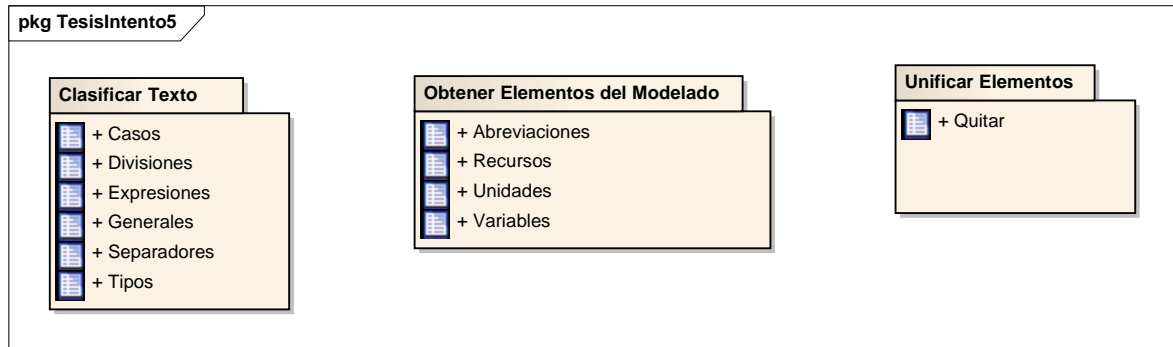 pkg TesisIntento5
Clasificar Texto
+ Casos
+ Divisiones
+ Expresiones
+ Generales
+ Separadores
+ Tipos
Obtener Elementos del Modelado
+ Abreviaciones
+ Recursos
+ Unidades
+ Variables
Unificar Elementos
+ Quitar